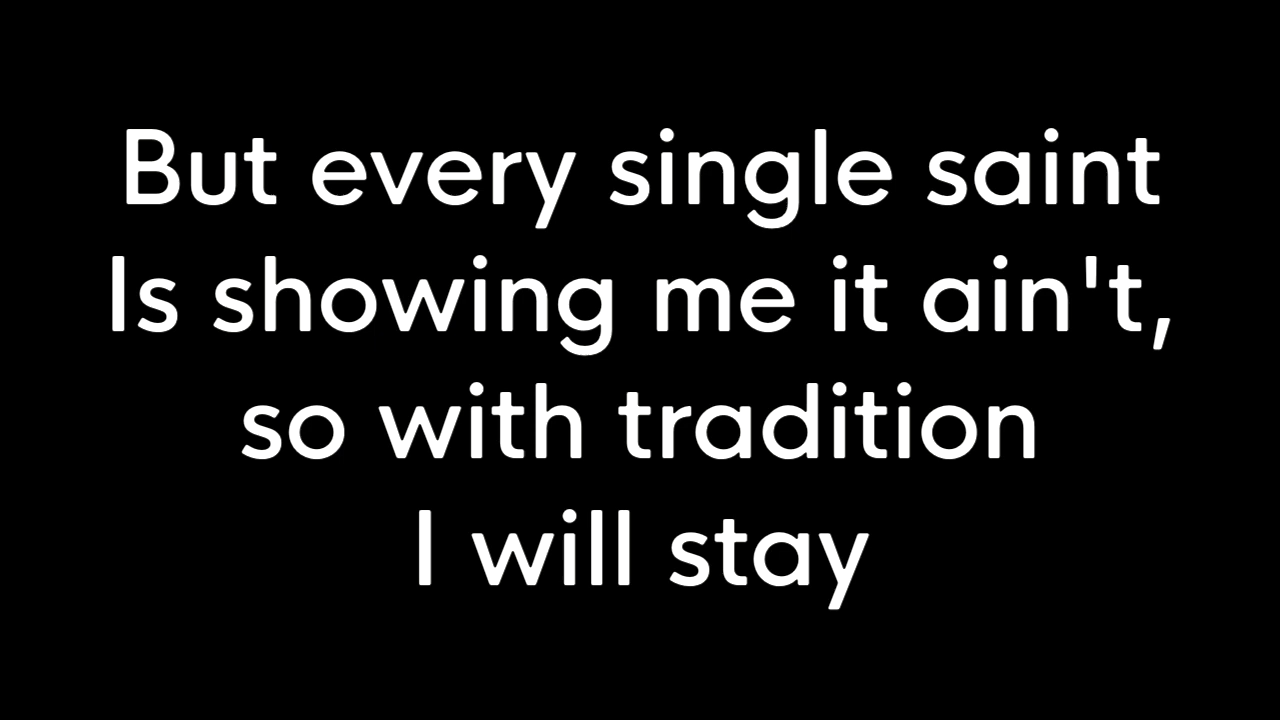 But every single saint
Is showing me it ain't,
so with tradition
I will stay